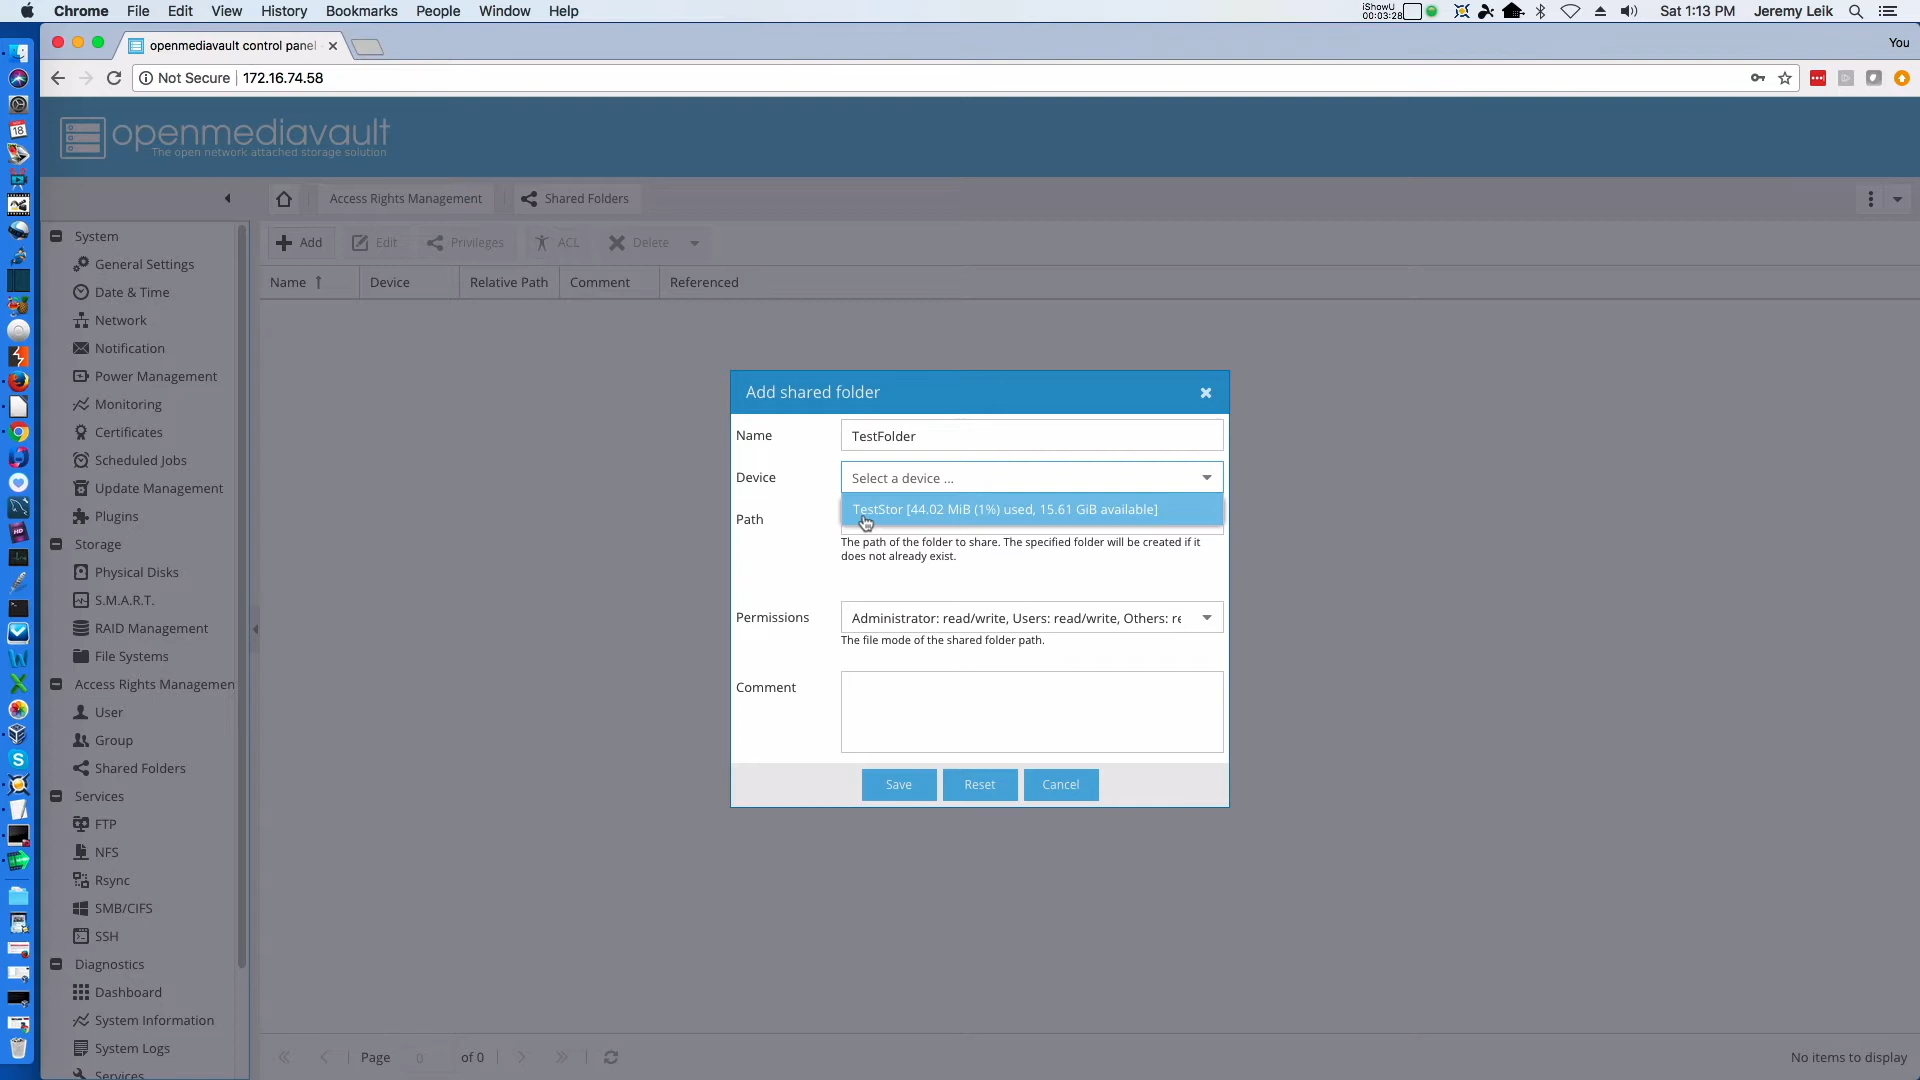 Chrome File Edit View History Bookmarks People Window Help
iShowU
00:03:28
Sat 1:13 PM Jeremy Leik
openmediavault control panel
You
Not Secure 172.16.74.58
openmediavault
The open network attached storage solution
Access Rights Management Shared Folders
Add Edit Privileges ACL Delete
Name Device Relative Path Comment Referenced
System
General Settings
Date & Time
Network
Notification
Power Management
Monitoring
Certificates
Scheduled Jobs
Update Management
Plugins
Storage
Physical Disks
S.M.A.R.T.
RAID Management
File Systems
Access Rights Managemen
User
Group
Shared Folders
Services
FTP
NFS
Rsync
SMB/CIFS
SSH
Diagnostics
Dashboard
System Information
System Logs
Services
Add shared folder
Name TestFolder
Device Select a device ...
TestStor [44.02 MiB (1%) used, 15.61 GiB available]
Path
The path of the folder to share. The specified folder will be created if it
does not already exist.
Permissions Administrator: read/write, Users: read/write, Others: re
The file mode of the shared folder path.
Comment
Save Reset Cancel
Page 0 of 0
No items to display
18